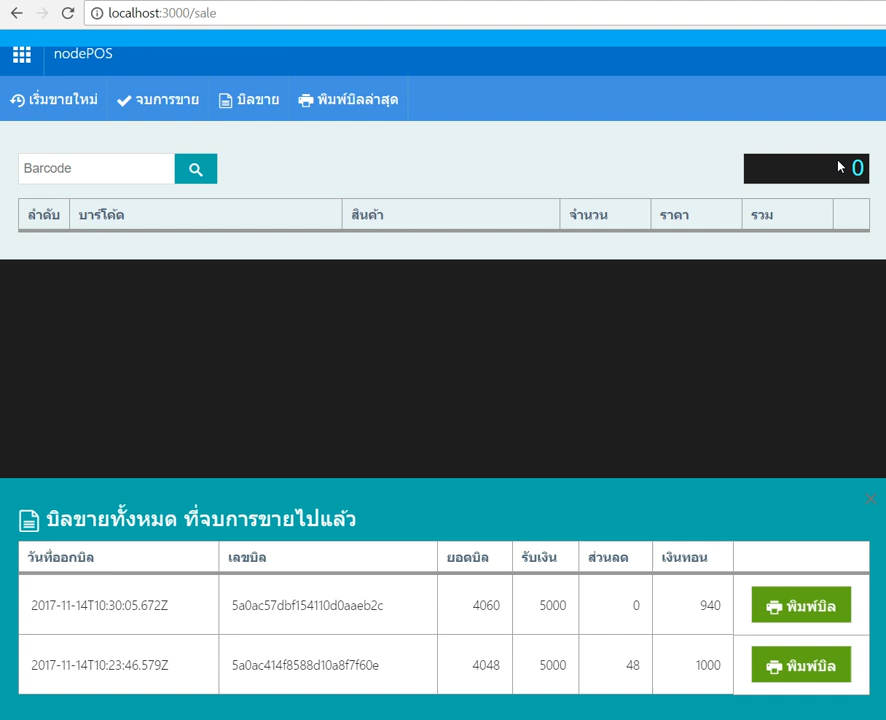 localhost:3000/sale
nodePOS
เริ่มขายใหม่ จบการขาย บิลขาย พิมพ์บิลล่าสุด
Barcode 0
ลำดับ บาร์โค้ด สินค้า จำนวน ราคา รวม
บิลขายทั้งหมด ที่จบการขายไปแล้ว
วันที่ออกบิล เลขบิล ยอดบิล รับเงิน ส่วนลด เงินทอน
2017-11-14T10:30:05.672Z 5a0ac57dbf154110d0aaeb2c 4060 5000 0 940 พิมพ์บิล
2017-11-14T10:23:46.579Z 5a0ac414f8588d10a8f7f60e 4048 5000 48 1000 พิมพ์บิล